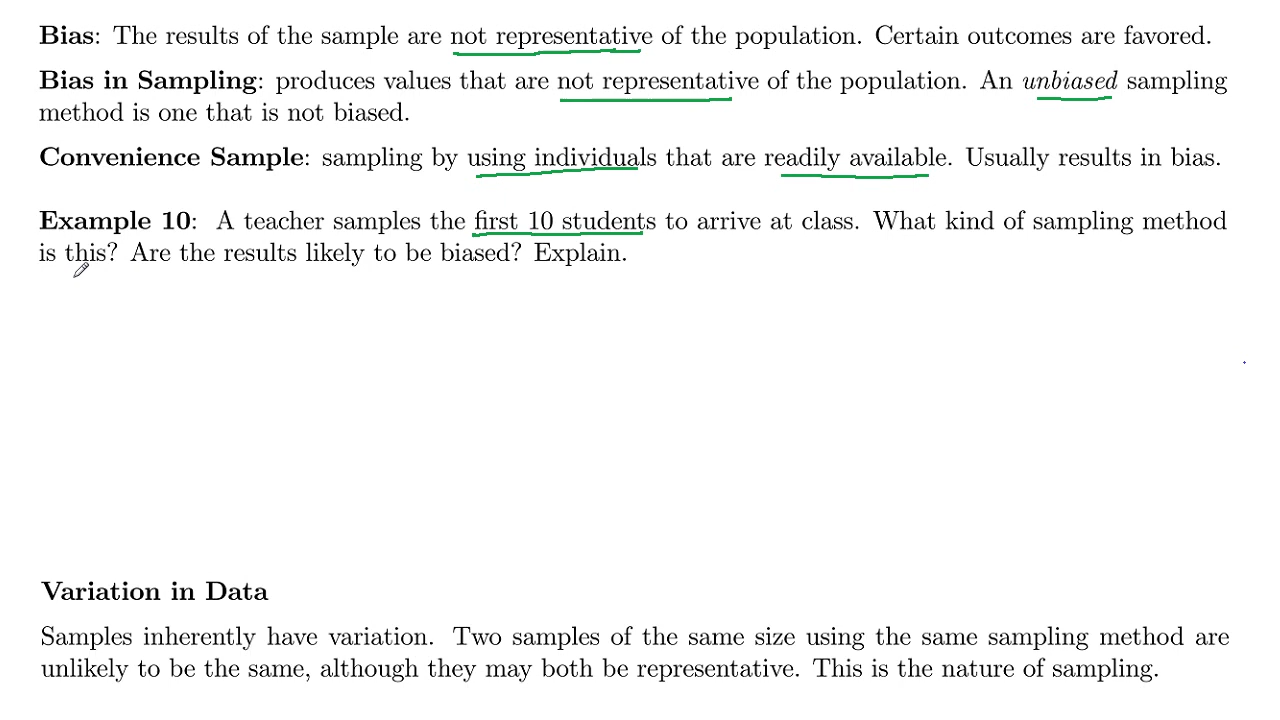 Bias: The results of the sample are not representative of the population. Certain outcomes are favored.
Bias in Sampling: produces values that are not representative of the population. An unbiased sampling
method is one that is not biased.
Convenience Sample: sampling by using individuals that are readily available. Usually results in bias.
Example 10: A teacher samples the first 10 students to arrive at class. What kind of sampling method
is this? Are the results likely to be biased? Explain.
Variation in Data
Samples inherently have variation. Two samples of the same size using the same sampling method are
unlikely to be the same, although they may both be representative. This is the nature of sampling.